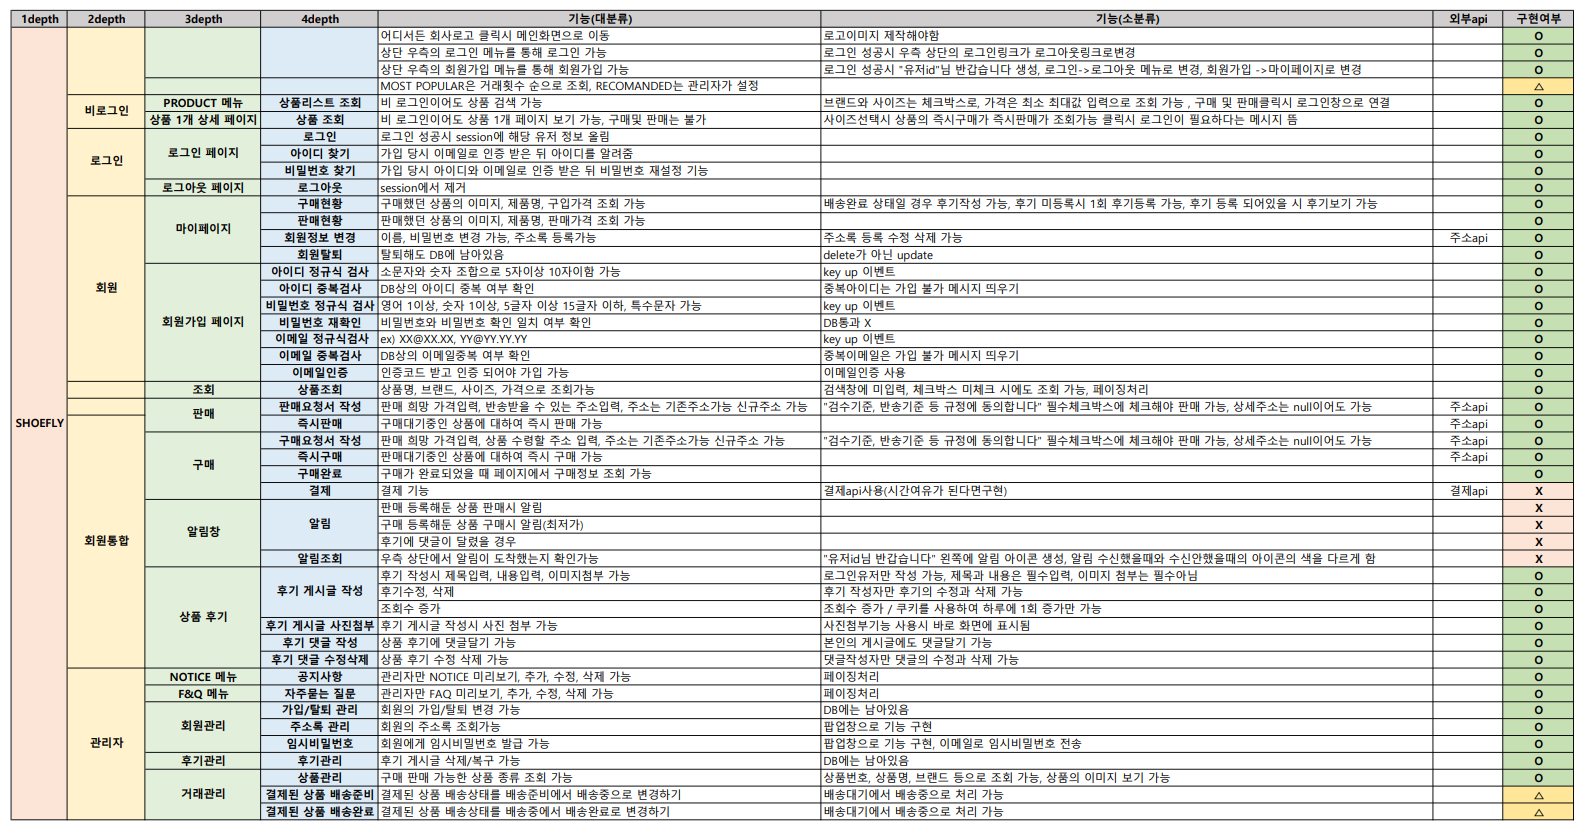 1depth 2depth 3depth 4depth 기능(대분류) 기능(소분류) 외부api 구현여부
어디서든 회사로고 클릭시 메인화면으로 이동 로고이미지 제작해야함 O
상단 우측의 로그인 메뉴를 통해 로그인 가능 로그인 성공시 우측 상단의 로그인링크가 로그아웃링크로변경 O
상단 우측의 회원가입 메뉴를 통해 회원가입 가능 로그인 성공시 "유저id"님 반갑습니다 생성, 로그인->로그아웃 메뉴로 변경, 회원가입 ->마이페이지로 변경 O
MOST POPULAR은 거래횟수 순으로 조회, RECOMANDED는 관리자가 설정 △
비로그인 PRODUCT 메뉴 상품리스트 조회 비 로그인이어도 상품 검색 가능 브랜드와 사이즈는 체크박스로, 가격은 최소 최대값 입력으로 조회 가능 , 구매 및 판매클릭시 로그인창으로 연결 O
상품 1개 상세 페이지 상품 조회 비 로그인이어도 상품 1개 페이지 보기 가능, 구매및 판매는 불가 사이즈선택시 상품의 즉시구매가 즉시판매가 조회가능 클릭시 로그인이 필요하다는 메시지 뜸 O
로그인 로그인 페이지 로그인 로그인 성공시 session에 해당 유저 정보 올림 O
아이디 찾기 가입 당시 이메일로 인증 받은 뒤 아이디를 알려줌 O
비밀번호 찾기 가입 당시 아이디와 이메일로 인증 받은 뒤 비밀번호 재설정 기능 O
로그아웃 페이지 로그아웃 session에서 제거 O
회원 마이페이지 구매현황 구매했던 상품의 이미지, 제품명, 구입가격 조회 가능 배송완료 상태일 경우 후기작성 가능, 후기 미등록시 1회 후기등록 가능, 후기 등록 되어있을 시 후기보기 가능 O
판매현황 판매했던 상품의 이미지, 제품명, 판매가격 조회 가능 O
회원정보 변경 이름, 비밀번호 변경 가능, 주소록 등록가능 주소록 등록 수정 삭제 가능 주소api O
회원탈퇴 탈퇴해도 DB에 남아있음 delete가 아닌 update O
회원가입 페이지 아이디 정규식 검사 소문자와 숫자 조합으로 5자이상 10자이함 가능 key up 이벤트 O
아이디 중복검사 DB상의 아이디 중복 여부 확인 중복아이디는 가입 불가 메시지 띄우기 O
비밀번호 정규식 검사 영어 1이상, 숫자 1이상, 5글자 이상 15글자 이하, 특수문자 가능 key up 이벤트 O
비밀번호 재확인 비밀번호와 비밀번호 확인 일치 여부 확인 DB통과 X O
이메일 정규식검사 ex) XX@XX.XX, YY@YY.YY.YY key up 이벤트 O
이메일 중복검사 DB상의 이메일중복 여부 확인 중복이메일은 가입 불가 메시지 띄우기 O
이메일인증 인증코드 받고 인증 되어야 가입 가능 이메일인증 사용 O
조회 상품조회 상품명, 브랜드, 사이즈, 가격으로 조회가능 검색창에 미입력, 체크박스 미체크 시에도 조회 가능, 페이징처리 O
SHOEFLY 회원통합 판매 판매요청서 작성 판매 희망 가격입력, 반송받을 수 있는 주소입력, 주소는 기존주소가능 신규주소 가능 "검수기준, 반송기준 등 규정에 동의합니다" 필수체크박스에 체크해야 판매 가능, 상세주소는 null이어도 가능 주소api O
즉시판매 구매대기중인 상품에 대하여 즉시 판매 가능 주소api O
구매 구매요청서 작성 판매 희망 가격입력, 상품 수령할 주소 입력, 주소는 기존주소가능 신규주소 가능 "검수기준, 반송기준 등 규정에 동의합니다" 필수체크박스에 체크해야 판매 가능, 상세주소는 null이어도 가능 주소api O
즉시구매 판매대기중인 상품에 대하여 즉시 구매 가능 주소api O
구매완료 구매가 완료되었을 때 페이지에서 구매정보 조회 가능 O
결제 결제 기능 결제api사용(시간여유가 된다면구현) 결제api X
알림창 알림 판매 등록해둔 상품 판매시 알림 X
구매 등록해둔 상품 구매시 알림(최저가) X
후기에 댓글이 달렸을 경우 X
알림조회 우측 상단에서 알림이 도착했는지 확인가능 "유저id님 반갑습니다" 왼쪽에 알림 아이콘 생성, 알림 수신했을때와 수신안했을때의 아이콘의 색을 다르게 함 X
상품 후기 후기 게시글 작성 후기 작성시 제목입력, 내용입력, 이미지첨부 가능 로그인유저만 작성 가능, 제목과 내용은 필수입력, 이미지 첨부는 필수아님 O
후기수정, 삭제 후기 작성자만 후기의 수정과 삭제 가능 O
조회수 증가 조회수 증가 / 쿠키를 사용하여 하루에 1회 증가만 가능 O
후기 게시글 사진첨부 후기 게시글 작성시 사진 첨부 가능 사진첨부기능 사용시 바로 화면에 표시됨 O
후기 댓글 작성 상품 후기에 댓글달기 가능 본인의 게시글에도 댓글달기 가능 O
후기 댓글 수정삭제 상품 후기 수정 삭제 가능 댓글작성자만 댓글의 수정과 삭제 가능 O
관리자 NOTICE 메뉴 공지사항 관리자만 NOTICE 미리보기, 추가, 수정, 삭제 가능 페이징처리 O
F&Q 메뉴 자주묻는 질문 관리자만 FAQ 미리보기, 추가, 수정, 삭제 가능 페이징처리 O
회원관리 가입/탈퇴 관리 회원의 가입/탈퇴 변경 가능 DB에는 남아있음 O
주소록 관리 회원의 주소록 조회가능 팝업창으로 기능 구현 O
임시비밀번호 회원에게 임시비밀번호 발급 가능 팝업창으로 기능 구현, 이메일로 임시비밀번호 전송 O
후기관리 후기관리 후기 게시글 삭제/복구 가능 DB에는 남아있음 O
거래관리 상품관리 구매 판매 가능한 상품 종류 조회 가능 상품번호, 상품명, 브랜드 등으로 조회 가능, 상품의 이미지 보기 가능 O
결제된 상품 배송준비 결제된 상품 배송상태를 배송준비에서 배송중으로 변경하기 배송대기에서 배송중으로 처리 가능 △
결제된 상품 배송완료 결제된 상품 배송상태를 배송중에서 배송완료로 변경하기 배송대기에서 배송중으로 처리 가능 △